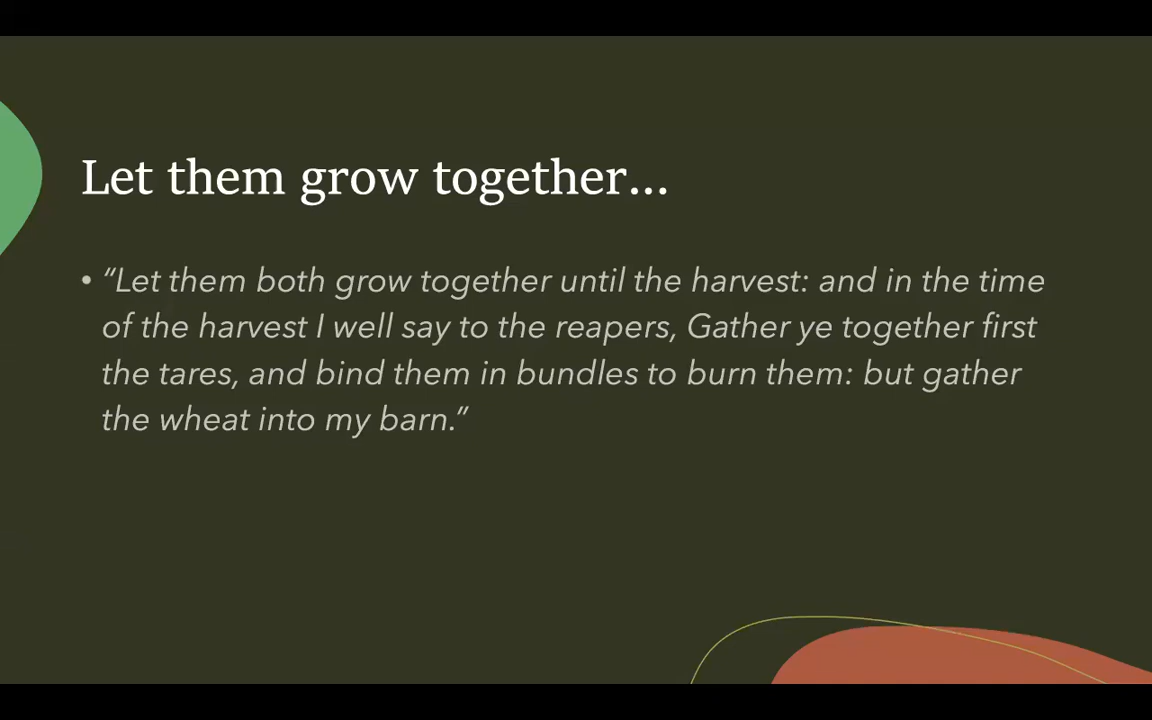 Let them grow together...
• “Let them both grow together until the harvest: and in the time
of the harvest I well say to the reapers, Gather ye together first
the tares, and bind them in bundles to burn them: but gather
the wheat into my barn.”